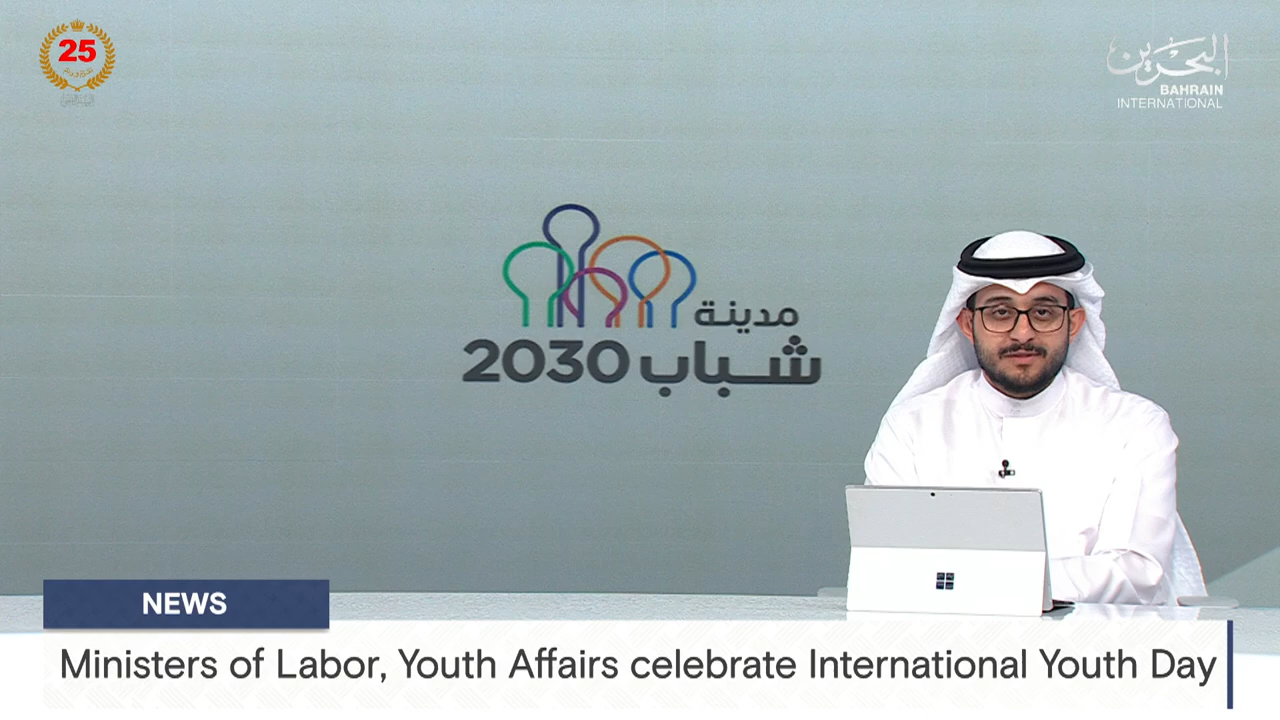 25
البحرين
BAHRAIN
INTERNATIONAL
مدينة
شباب 2030
NEWS
Ministers of Labor, Youth Affairs celebrate International Youth Day